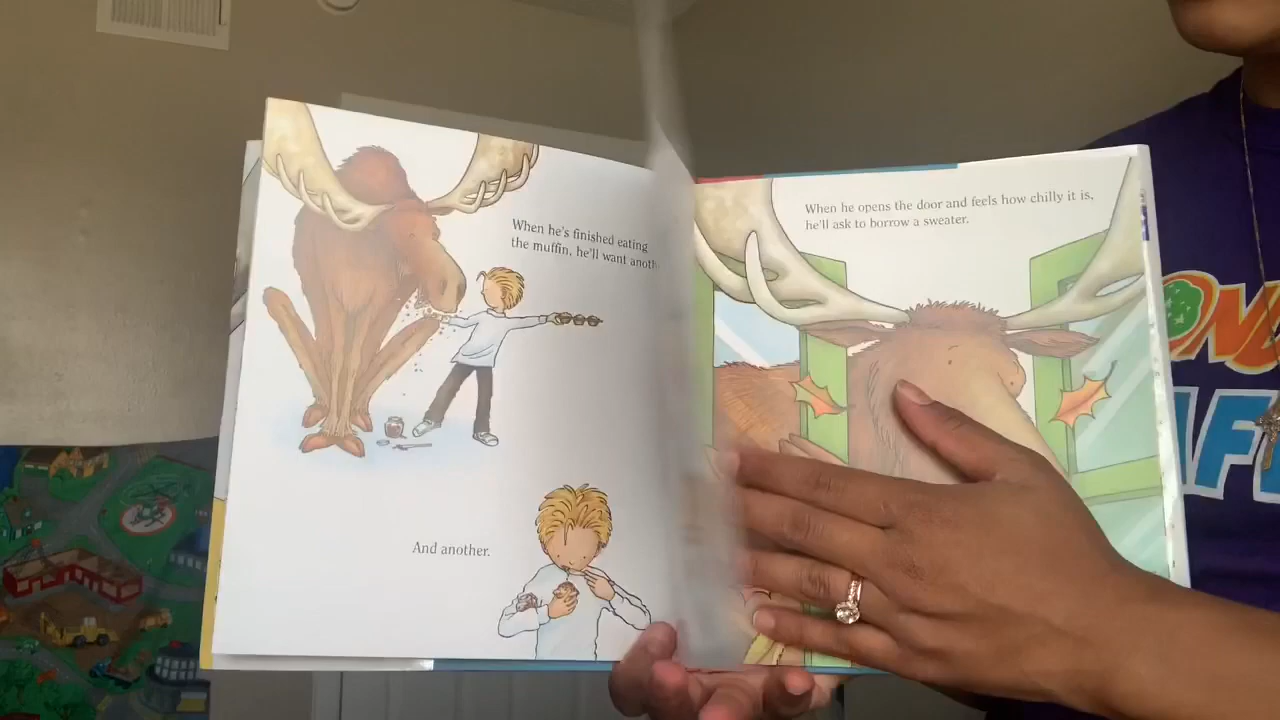 When he's finished eating
the muffin, he'll want
And another.
When he opens the door and feels how chilly it is,
he'll ask to borrow a sweater.